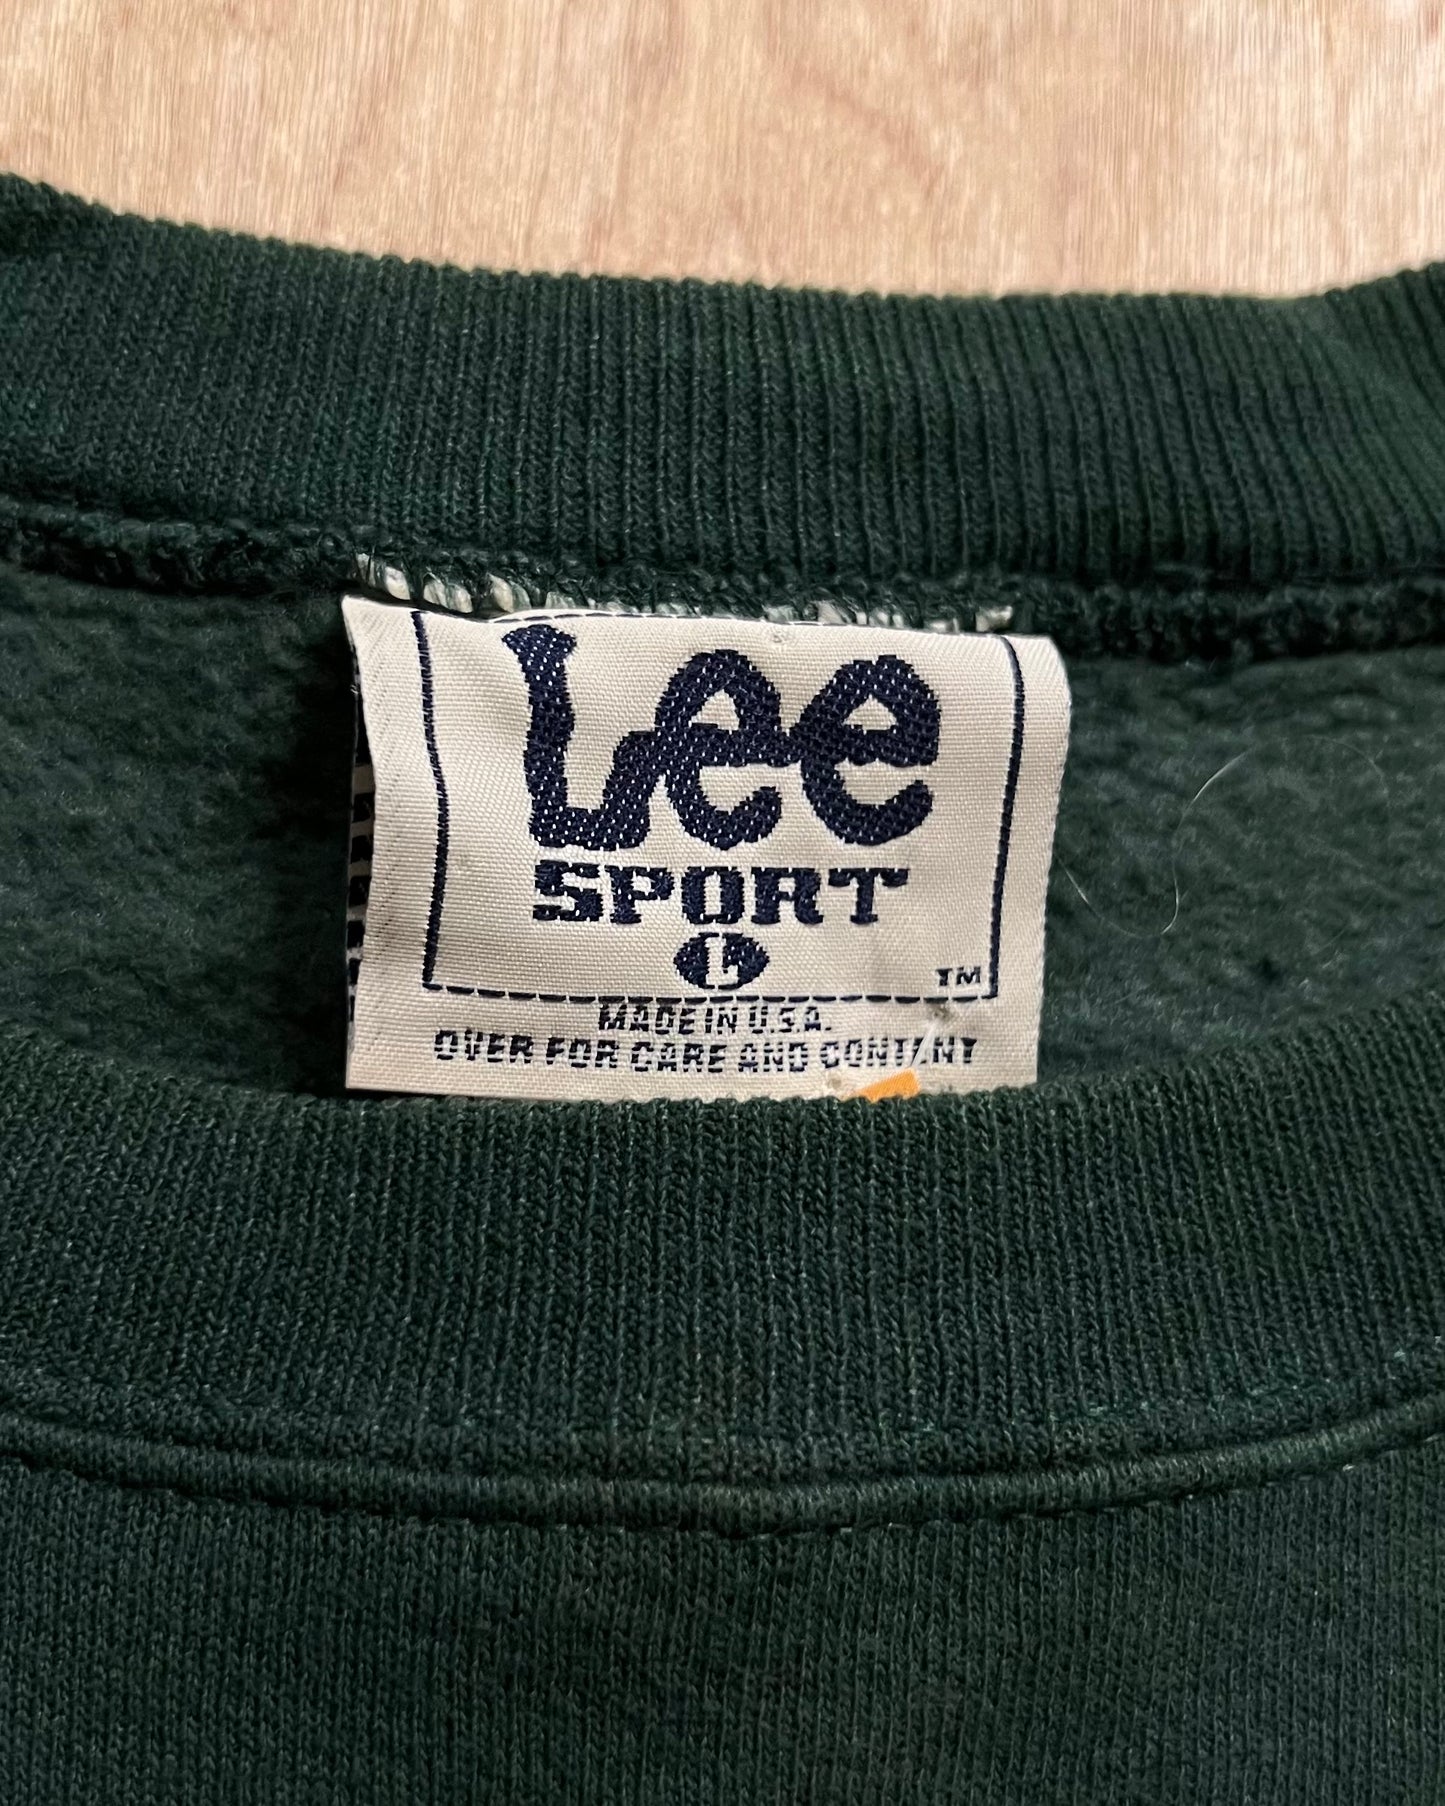 Lee
SPORT
L
TM
MADE IN U.S.A.
OVER FOR CARE AND CONTENT